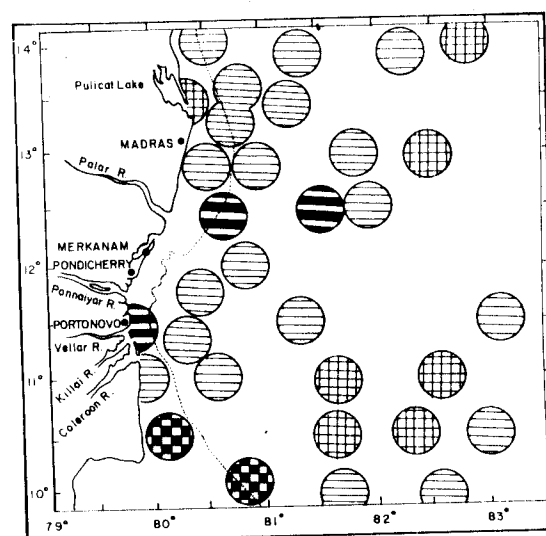 14°
Pulicat Lake
MADRAS
13°
Palar R
MERKANAM
PONDICHERRY
12°
Ponnaiyar R
PORTONOVO
Vellar R.
11°
Killai R.
Coleroon R.
10°
79° 80° 81° 82° 83°